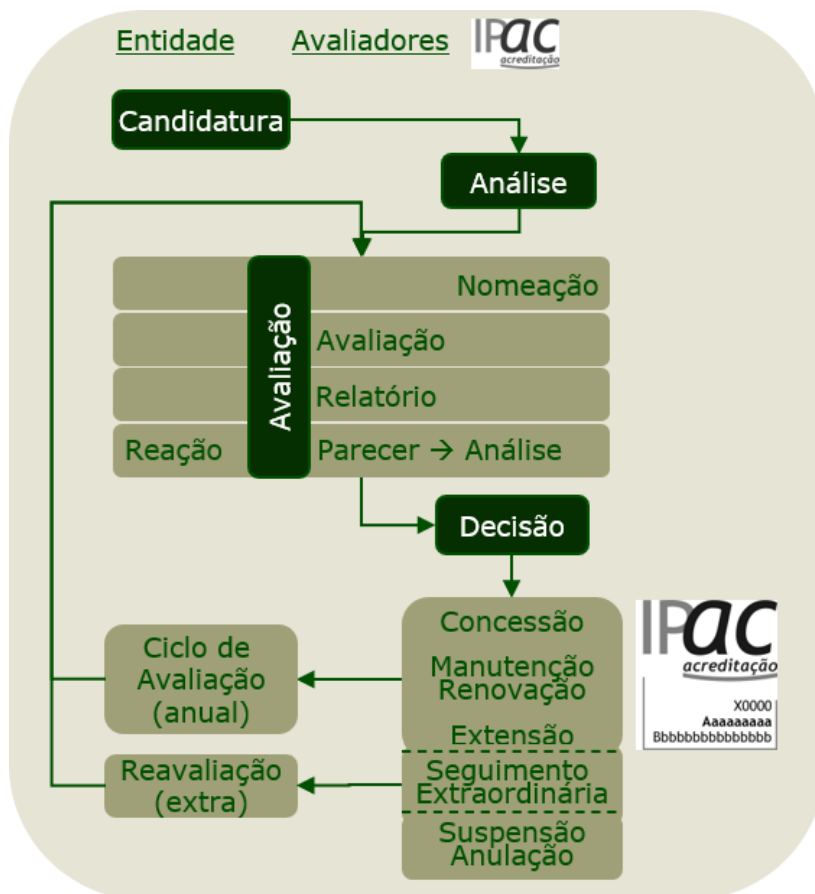 Entidade Avaliadores IPac
acreditação
Candidatura
Análise
Avaliação
Nomeação
Avaliação
Relatório
Reação Parecer → Análise
Decisão
Concessão
Manutenção
Renovação
Extensão
Seguimento
Extraordinária
Suspensão
Anulação
Ciclo de
Avaliação
(anual)
Reavaliação
(extra)
IPac
acreditação
X0000
Aaaaaaaaa
Bbbbbbbbbbbbbbb